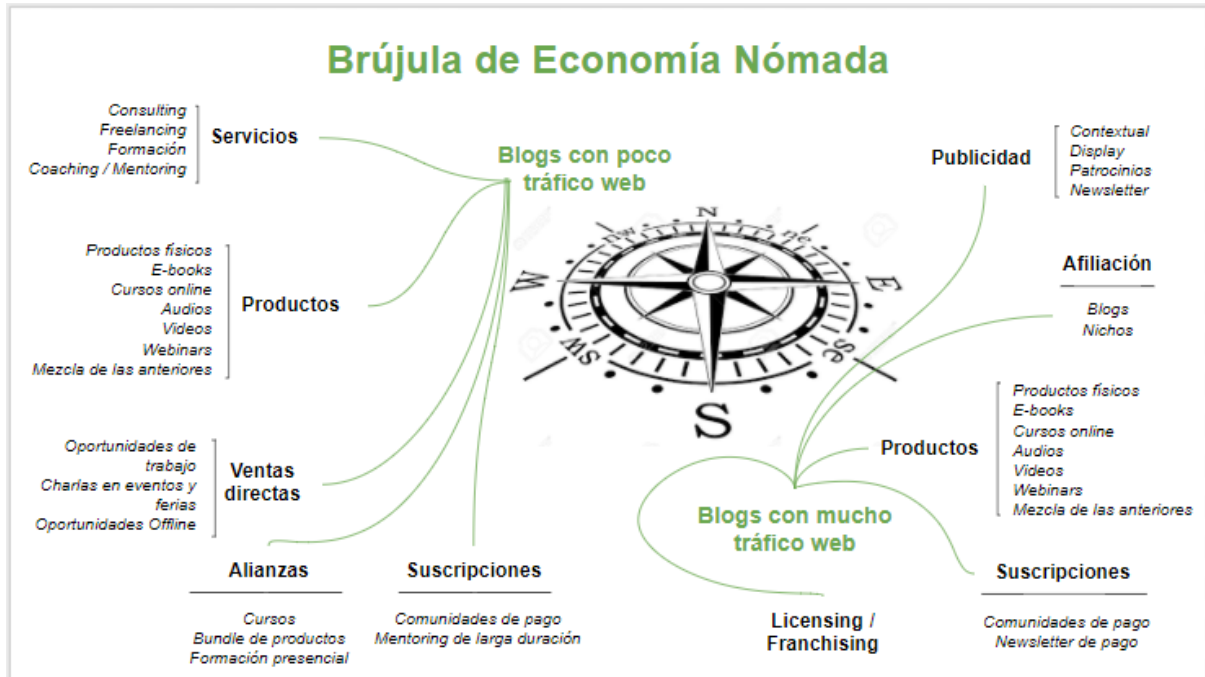 Brújula de Economía Nómada
Consulting
Freelancing
Formación
Coaching / Mentoring
Servicios
Blogs con poco
tráfico web
Productos físicos
E-books
Cursos online
Audios
Videos
Webinars
Mezcla de las anteriores
Productos
Oportunidades de
trabajo
Charlas en eventos y
ferias
Oportunidades Offline
Ventas
directas
Alianzas
Cursos
Bundle de productos
Formación presencial
Suscripciones
Comunidades de pago
Mentoring de larga duración
N
nw
ne
W
E
sw
se
S
Publicidad
Contextual
Display
Patrocinios
Newsletter
Afiliación
Blogs
Nichos
Productos
Productos físicos
E-books
Cursos online
Audios
Videos
Webinars
Mezcla de las anteriores
Blogs con mucho
tráfico web
Licensing /
Franchising
Suscripciones
Comunidades de pago
Newsletter de pago